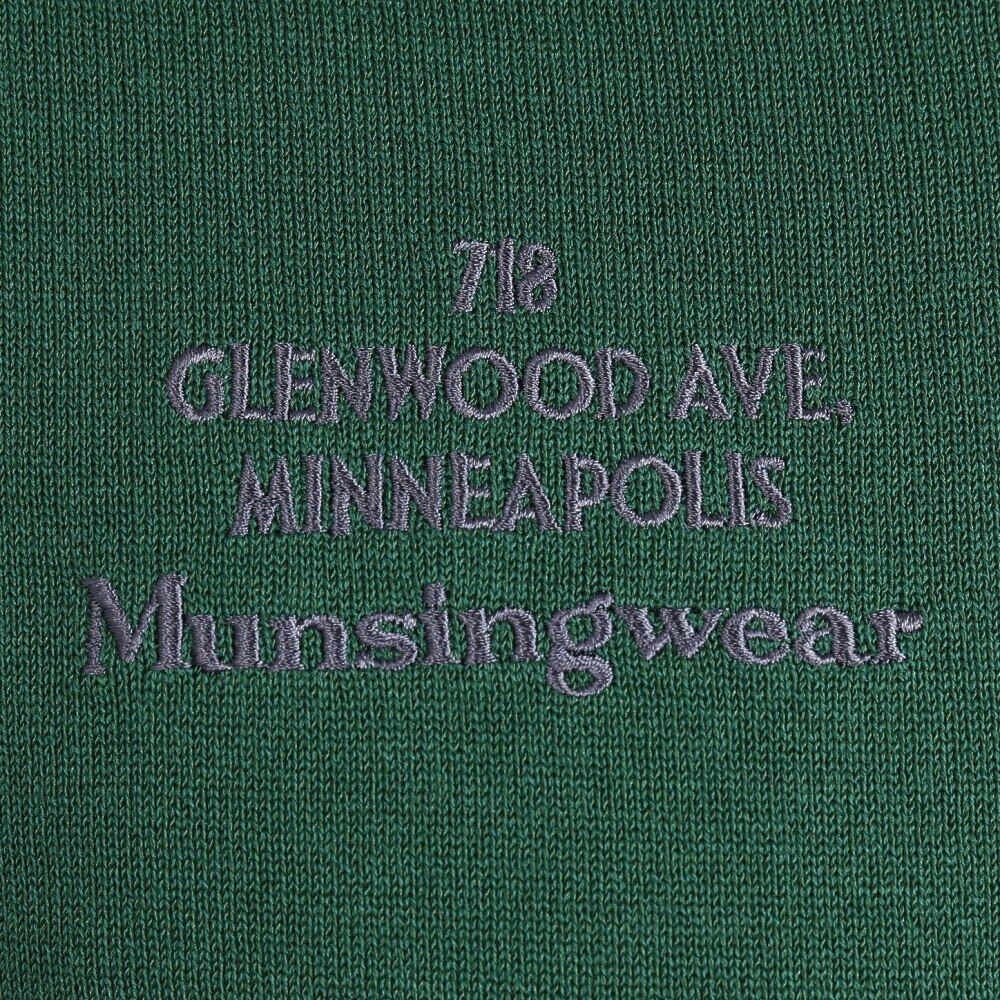 718
GLENWOOD AVE,
MINNEAPOLIS
Munsingwear